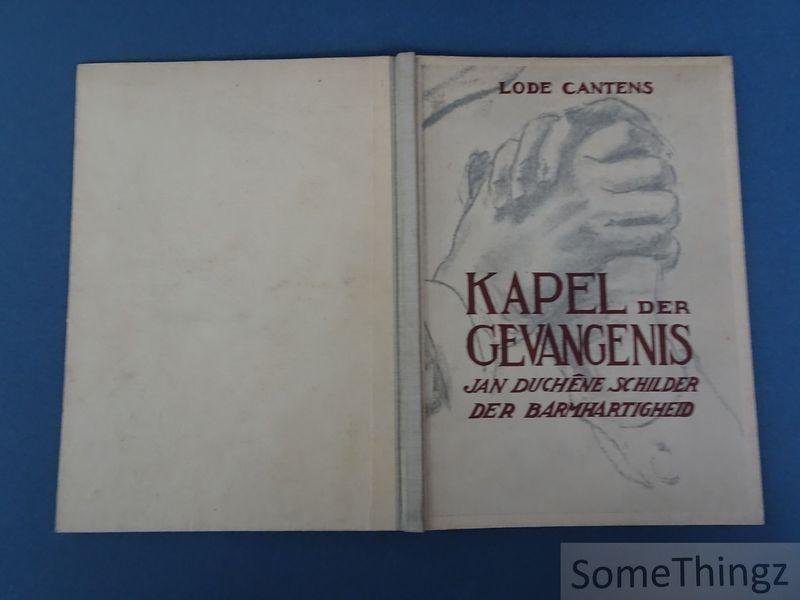 LODE CANTENS
KAPEL DER
GEVANGENIS
JAN DUCHÊNE SCHILDER
DER BARMHARTIGHEID
SomeThingz